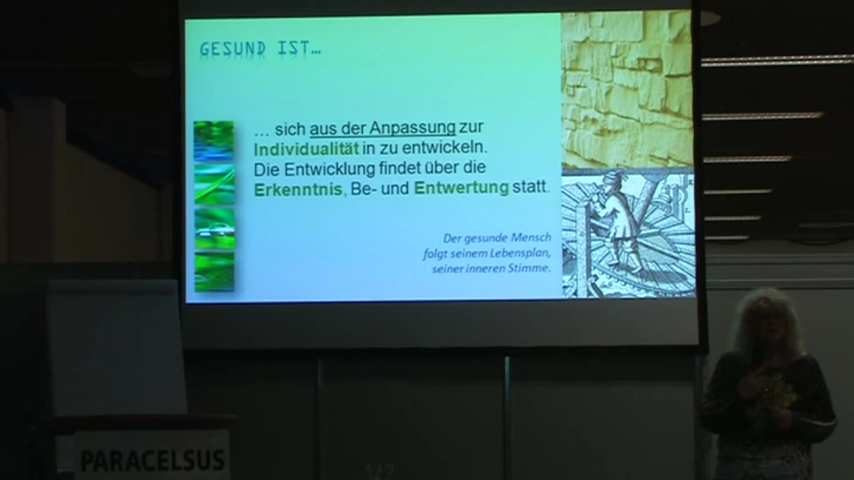 GESUND IST…
… sich aus der Anpassung zur
Individualität in zu entwickeln.
Die Entwicklung findet über die
Erkenntnis, Be- und Entwertung statt.
Der gesunde Mensch
folgt seinem Lebensplan,
seiner inneren Stimme.
PARACELSUS